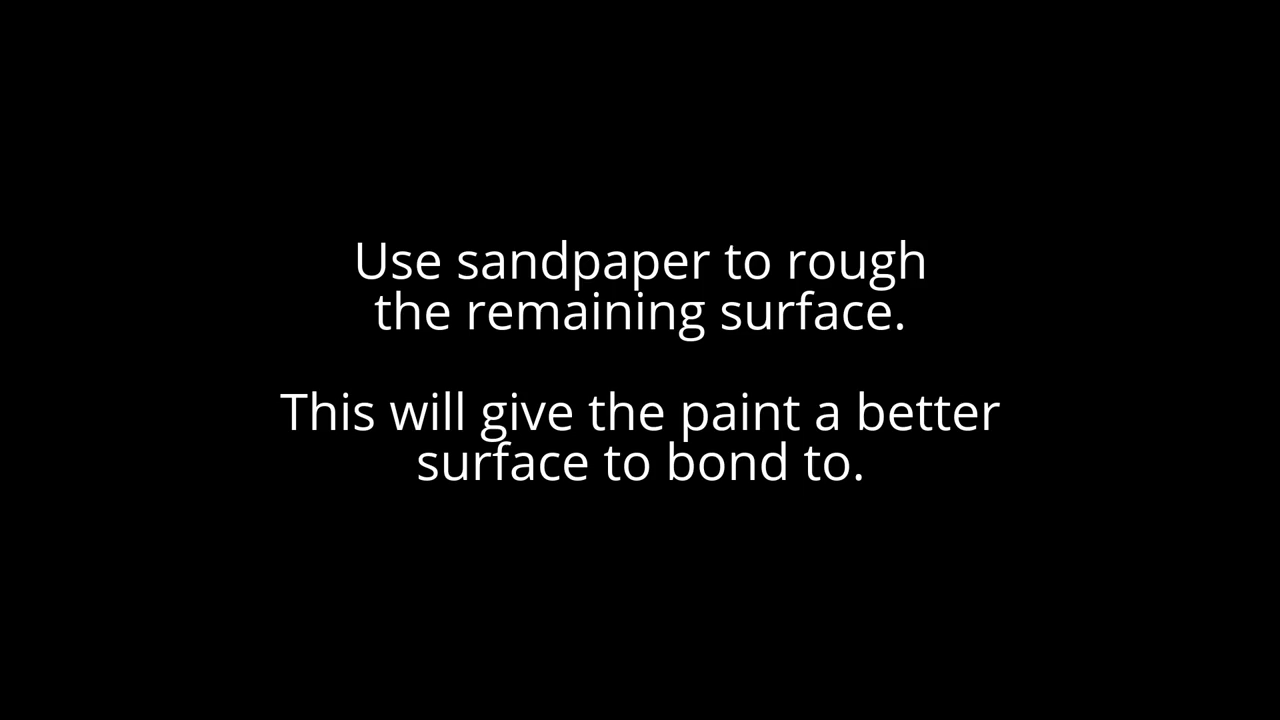 Use sandpaper to rough
the remaining surface.
This will give the paint a better
surface to bond to.